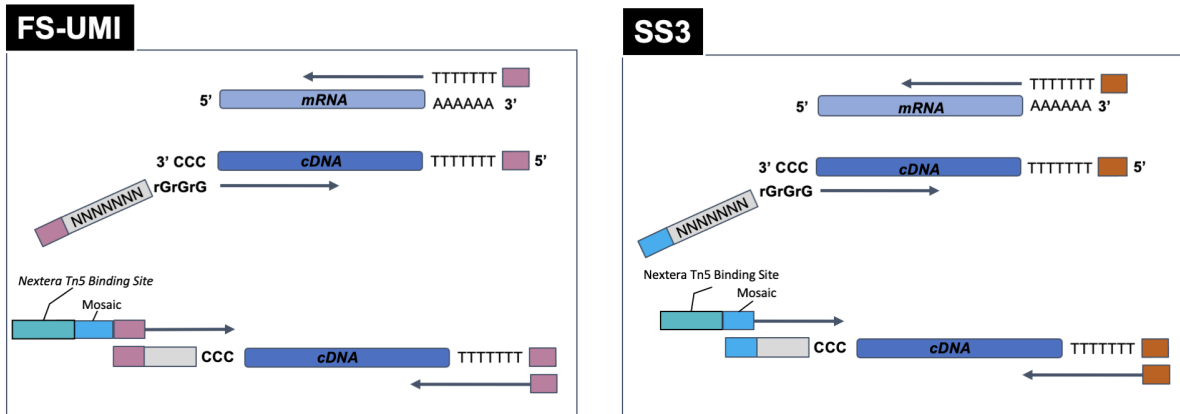 FS-UMI
TTTTTTT
5’ mRNA AAAAAA 3’
3’ CCC cDNA TTTTTTT 5’
rGrGrG
NNNNNNN
Nextera Tn5 Binding Site
Mosaic
CCC cDNA TTTTTTT
SS3
TTTTTTT
5’ mRNA AAAAAA 3’
3’ CCC cDNA TTTTTTT 5’
rGrGrG
NNNNNNN
Nextera Tn5 Binding Site
Mosaic
CCC cDNA TTTTTTT